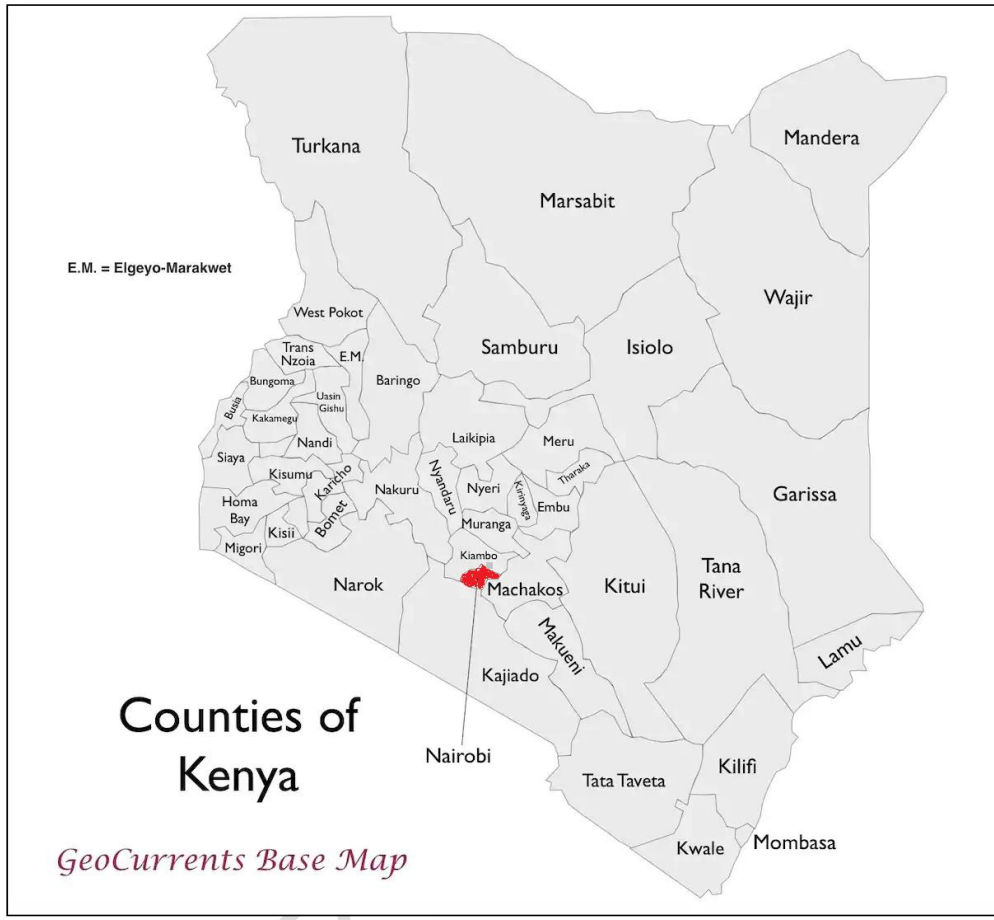 Turkana
Mandera
Marsabit
E.M. = Elgeyo-Marakwet
Wajir
West Pokot
Trans
Nzoia
E.M.
Samburu
Isiolo
Bungoma
Baringo
Uasin
Gishu
Busia
Kakamegu
Nandi
Laikipia
Meru
Siaya
Kisumu
Karicho
Nakuru
Nyandaru
Nyeri
Kirinyaga
Tharaka
Garissa
Homa
Bay
Bomet
Embu
Kisii
Muranga
Migori
Kiambo
Narok
Machakos
Kitui
Tana
River
Makueni
Lamu
Kajiado
Counties of
Kenya
Nairobi
Tata Taveta
Kilifi
Kwale
Mombasa
GeoCurrents Base Map